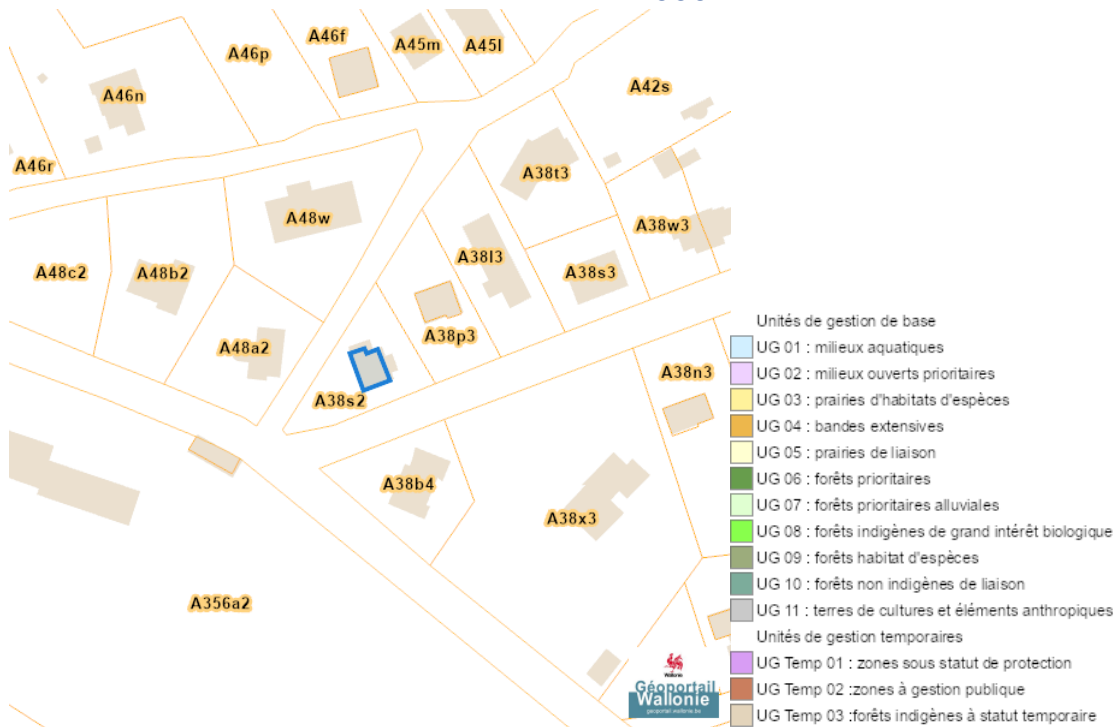 A46f
A45m
A45l
A46p
A42s
A46n
A46r
A38t3
A48w
A38w3
A38l3
A48c2
A48b2
A38s3
A38p3
A48a2
A38n3
A38s2
A38b4
A38x3
A356a2
Wallonie
Géoportail
Wallonie
geoportail.wallonie.be
Unités de gestion de base
UG 01 : milieux aquatiques
UG 02 : milieux ouverts prioritaires
UG 03 : prairies d'habitats d'espèces
UG 04 : bandes extensives
UG 05 : prairies de liaison
UG 06 : forêts prioritaires
UG 07 : forêts prioritaires alluviales
UG 08 : forêts indigènes de grand intérêt biologique
UG 09 : forêts habitat d'espèces
UG 10 : forêts non indigènes de liaison
UG 11 : terres de cultures et éléments anthropiques
Unités de gestion temporaires
UG Temp 01 : zones sous statut de protection
UG Temp 02 :zones à gestion publique
UG Temp 03 :forêts indigènes à statut temporaire